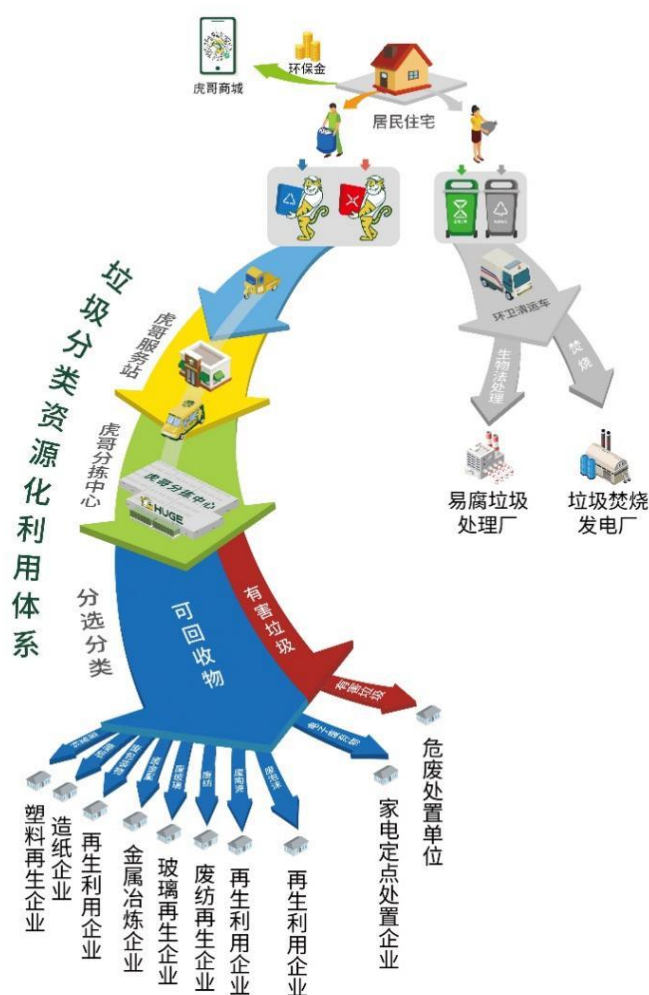 虎哥商城
环保金
居民住宅
环卫清运车
生物法处理
焚烧
易腐垃圾
处理厂
垃圾焚烧
发电厂
垃圾分类资源化利用体系
虎哥服务站
虎哥分拣中心
虎哥分拣中心
HUGE
分选分类
可回收物
有害垃圾
有害垃圾
危废处置单位
家电定点处置企业
塑料再生企业
造纸企业
再生利用企业
金属冶炼企业
玻璃再生企业
废纺
废纺再生企业
再生利用企业
废泡沫
再生利用企业